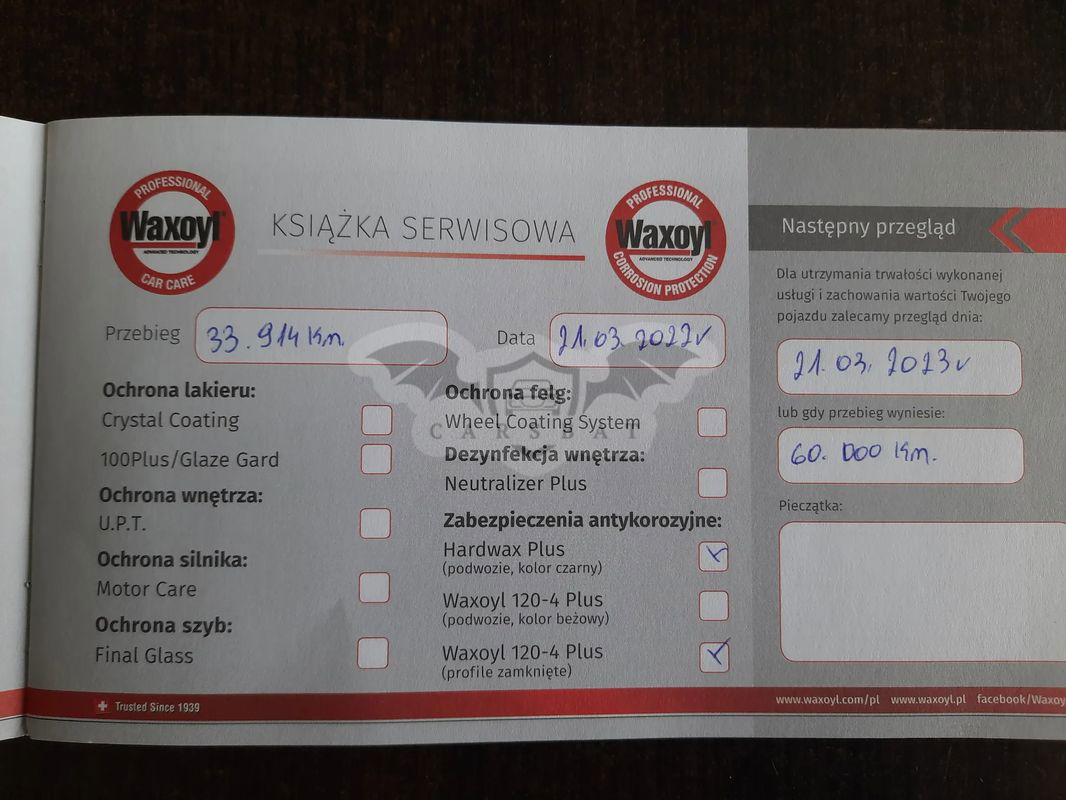 PROFESSIONAL
Waxoyl®
ADVANCED TECHNOLOGY
CAR CARE
KSIĄŻKA SERWISOWA
PROFESSIONAL
Waxoyl®
ADVANCED TECHNOLOGY
CORROSION PROTECTION
Przebieg 33.914 Km.
Data 21.03.2022r
Ochrona lakieru:
Crystal Coating
100Plus/Glaze Gard
Ochrona wnętrza:
U.P.T.
Ochrona silnika:
Motor Care
Ochrona szyb:
Final Glass
Ochrona felg:
Wheel Coating System
CARSBAT
Dezynfekcja wnętrza:
Neutralizer Plus
Zabezpieczenia antykorozyjne:
Hardwax Plus
(podwozie, kolor czarny)
Waxoyl 120-4 Plus
(podwozie, kolor beżowy)
Waxoyl 120-4 Plus
(profile zamknięte)
Następny przegląd
Dla utrzymania trwałości wykonanej
usługi i zachowania wartości Twojego
pojazdu zalecamy przegląd dnia:
21.03.2023r
lub gdy przebieg wyniesie:
60.000 Km.
Pieczątka:
Trusted Since 1939
www.waxoyl.com/pl www.waxoyl.pl facebook/Waxoy